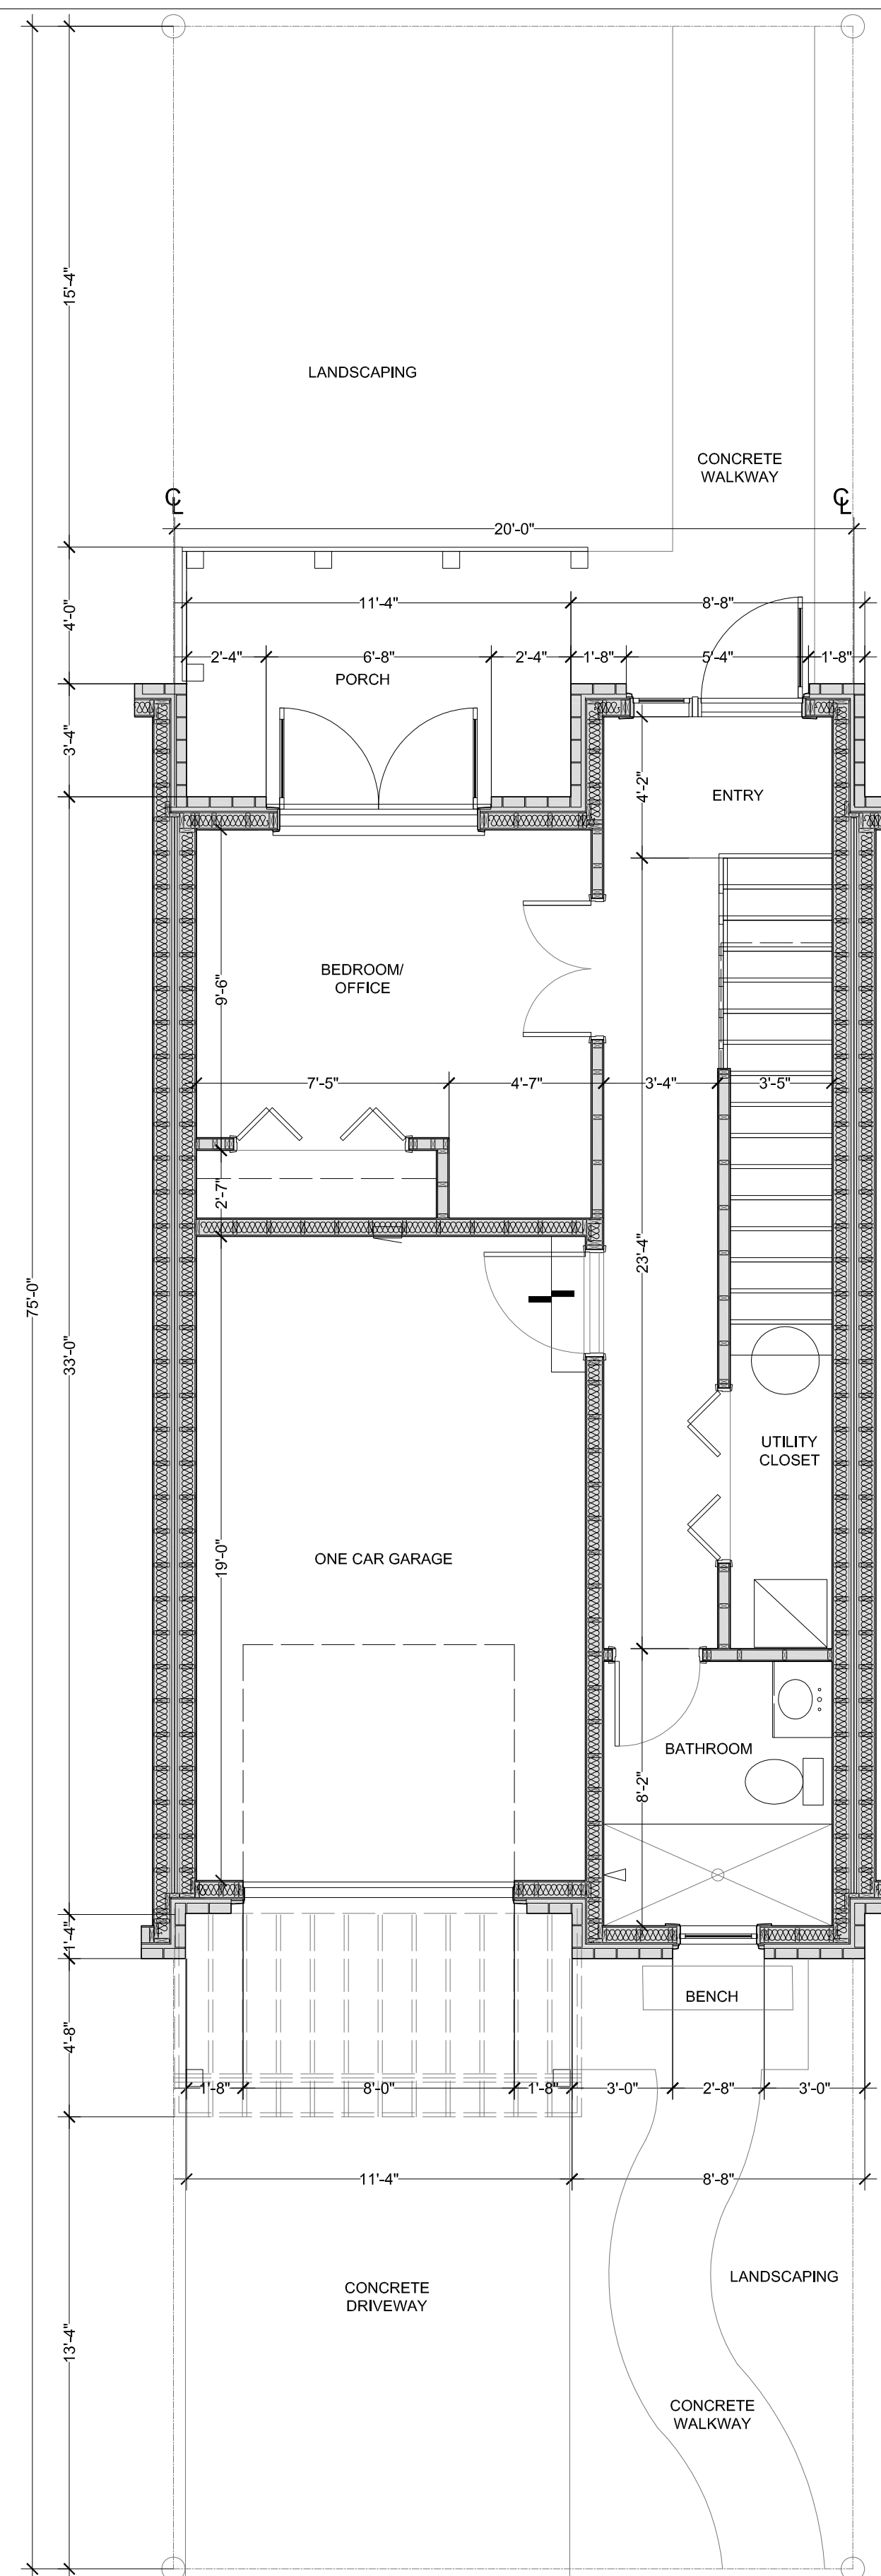 15'-4"
LANDSCAPING
CONCRETE
WALKWAY
℄
℄
20'-0"
4'-0"
11'-4"
8'-8"
2'-4"
6'-8"
2'-4"
1'-8"
5'-4"
1'-8"
PORCH
3'-4"
4'-2"
ENTRY
BEDROOM/
OFFICE
9'-6"
7'-5"
4'-7"
3'-4"
3'-5"
2'-7"
23'-4"
75'-0"
33'-0"
UTILITY
CLOSET
19'-0"
ONE CAR GARAGE
BATHROOM
8'-2"
1'-4"
BENCH
4'-8"
1'-8"
8'-0"
1'-8"
3'-0"
2'-8"
3'-0"
11'-4"
8'-8"
LANDSCAPING
CONCRETE
DRIVEWAY
13'-4"
CONCRETE
WALKWAY